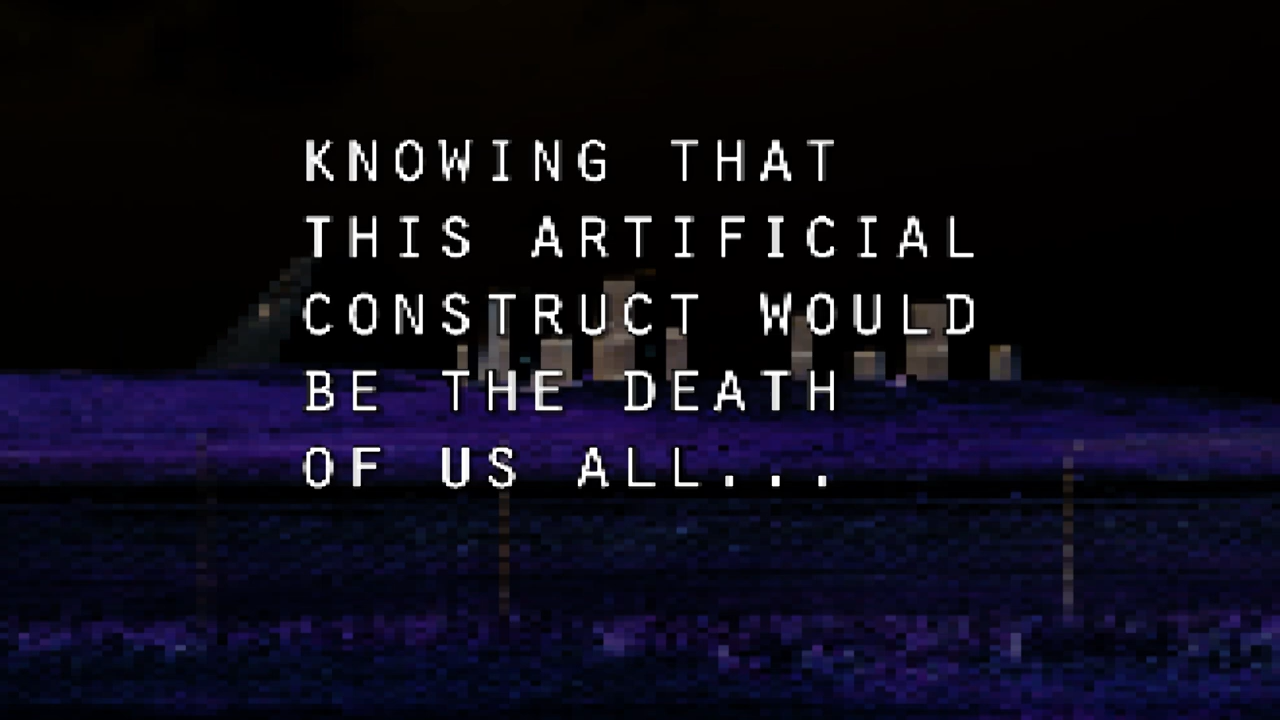 KNOWING THAT
THIS ARTIFICIAL
CONSTRUCT WOULD
BE THE DEATH
OF US ALL...